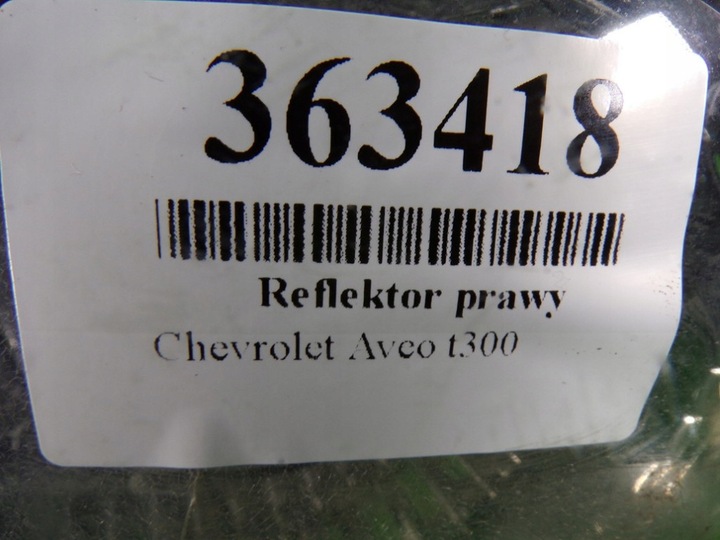 363418
Reflektor prawy
Chevrolet Aveo t300